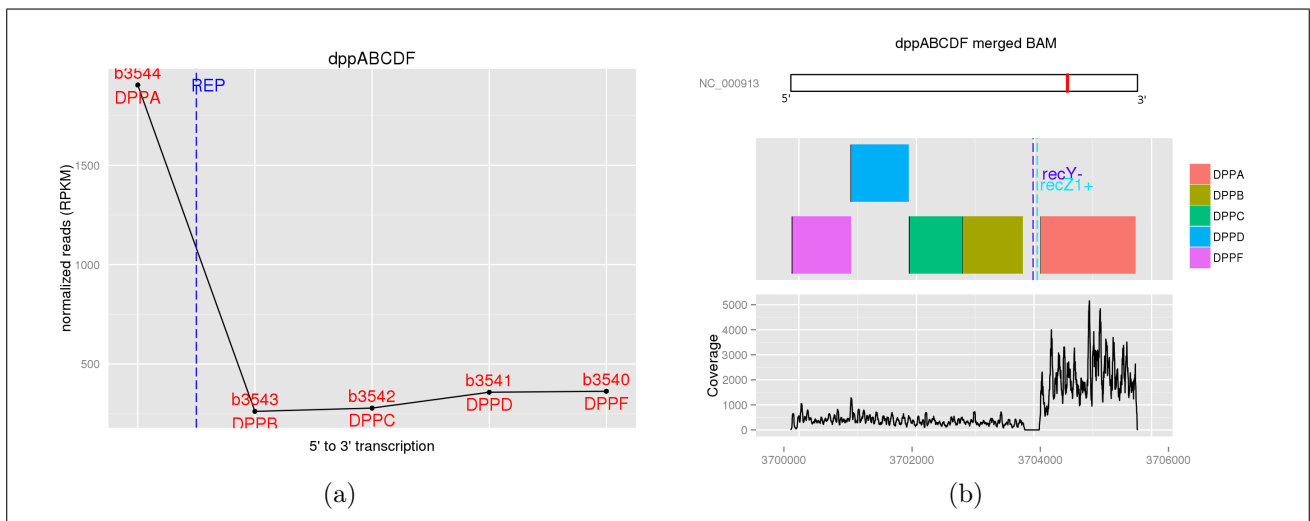 dppABCDF
b3544
DPPA
REP
1500
1000
500
normalized reads (RPKM)
b3543
DPPB
b3542
DPPC
b3541
DPPD
b3540
DPPF
5' to 3' transcription
(a)
dppABCDF merged BAM
NC_000913
5'
3'
recY-
recZ1+
DPPA
DPPB
DPPC
DPPD
DPPF
Coverage
5000
4000
3000
2000
1000
0
3700000 3702000 3704000 3706000
(b)